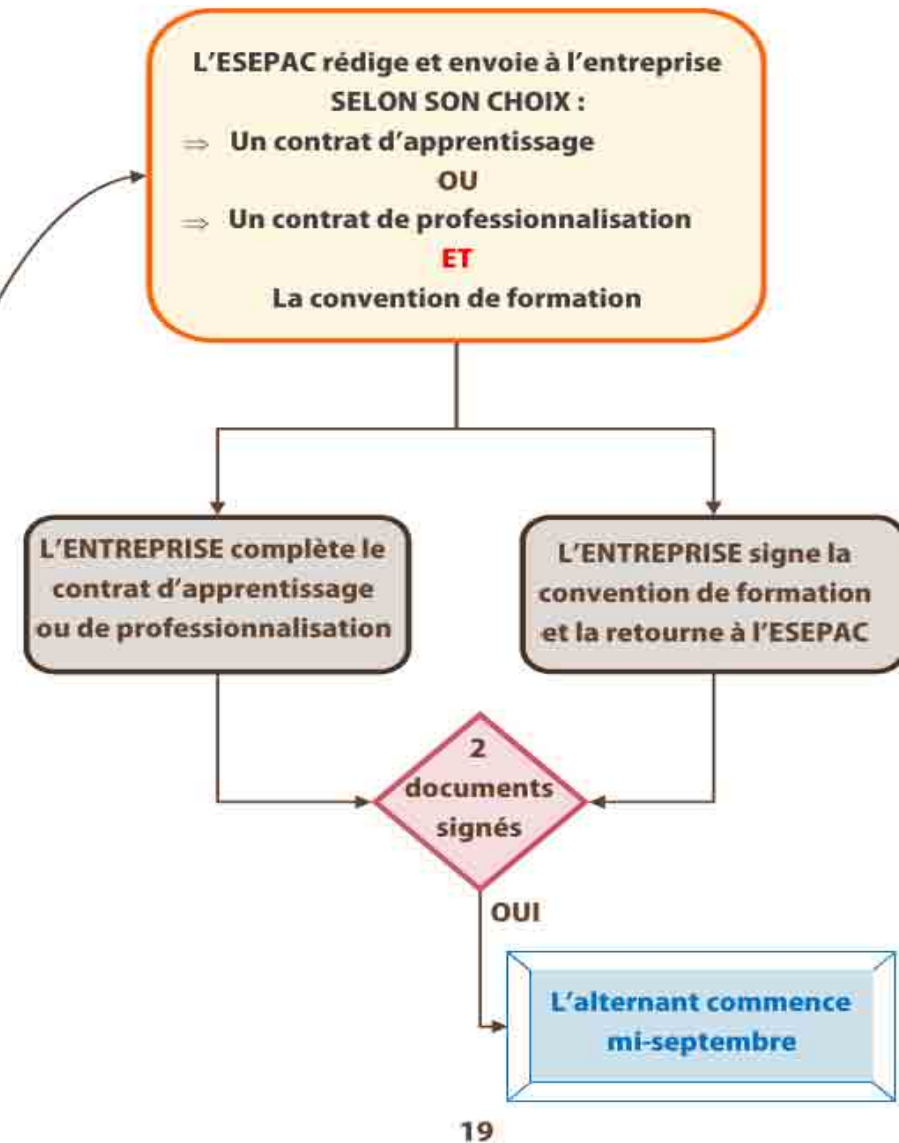 L'ESEPAC rédige et envoie à l'entreprise
SELON SON CHOIX :
⇒ Un contrat d'apprentissage
OU
⇒ Un contrat de professionnalisation
ET
La convention de formation
L'ENTREPRISE complète le
contrat d'apprentissage
ou de professionnalisation
L'ENTREPRISE signe la
convention de formation
et la retourne à l'ESEPAC
2
documents
signés
OUI
L'alternant commence
mi-septembre
19